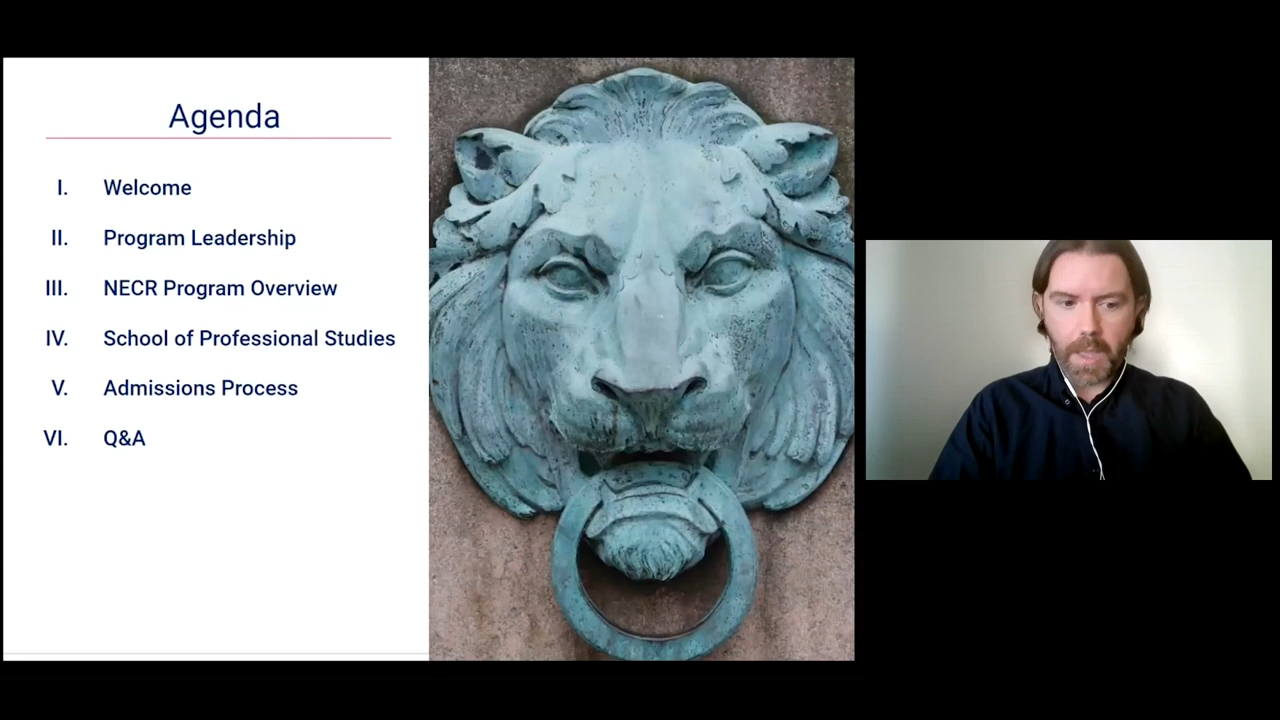 Agenda
I. Welcome
II. Program Leadership
III. NECR Program Overview
IV. School of Professional Studies
V. Admissions Process
VI. Q&A